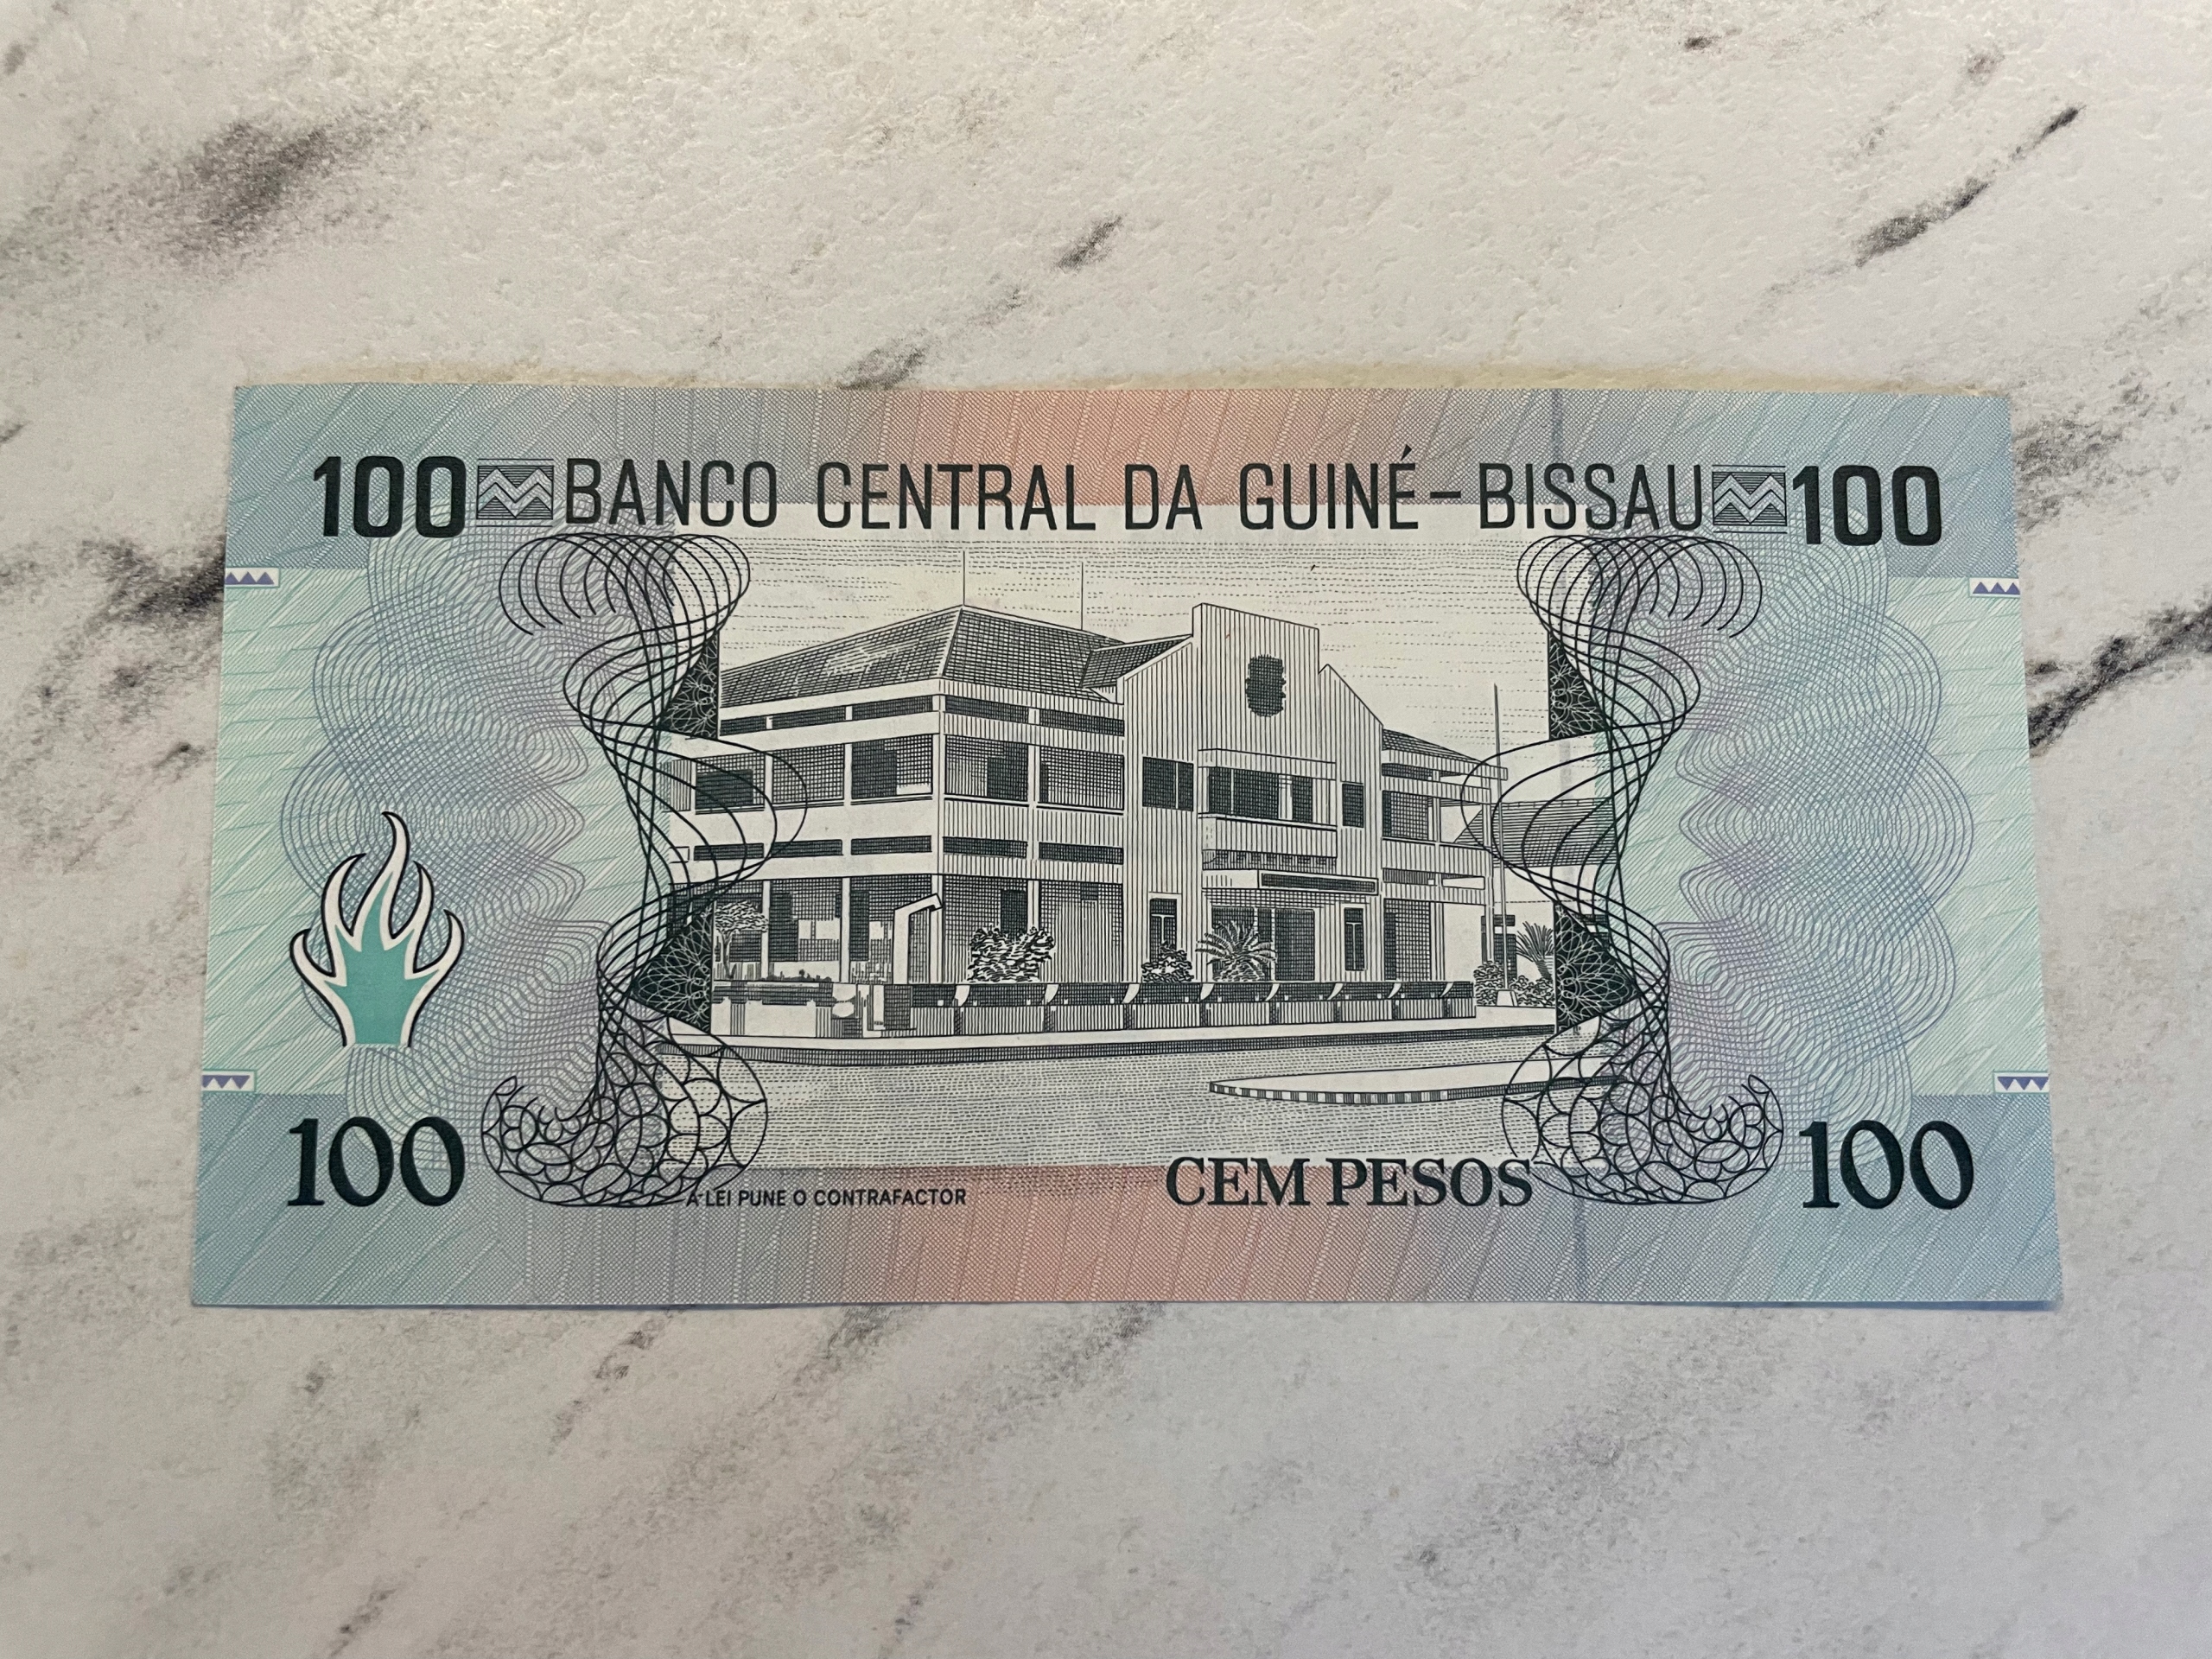 100 BANCO CENTRAL DA GUINÉ-BISSAU 100
100 A LEI PUNE O CONTRAFACTOR CEM PESOS 100